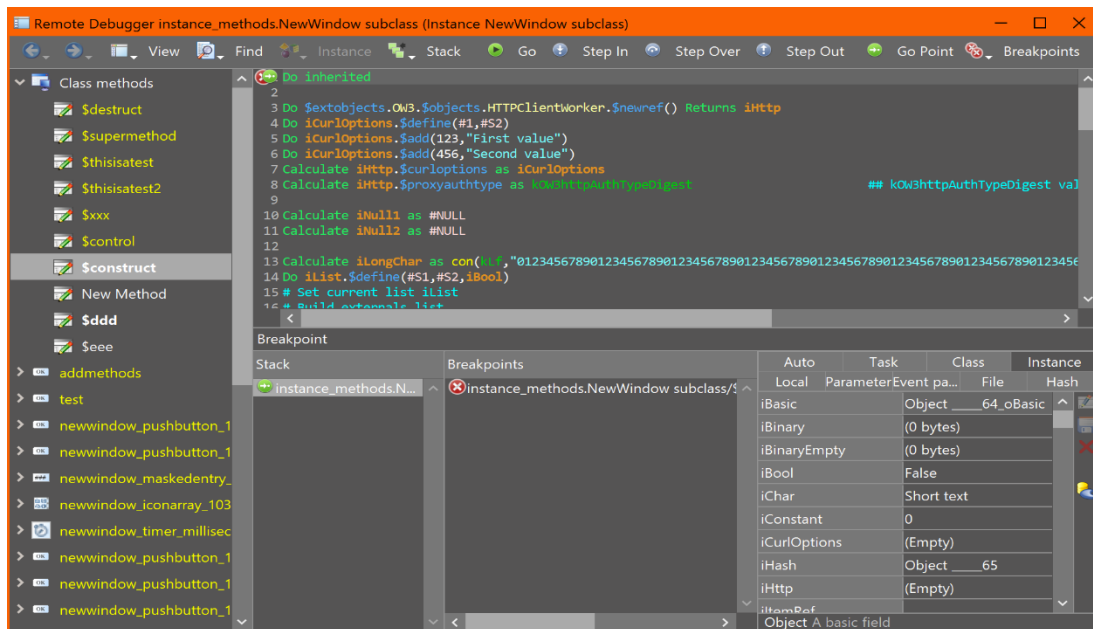 Remote Debugger instance_methods.NewWindow subclass (Instance NewWindow subclass)
View Find Instance Stack Go Step In Step Over Step Out Go Point Breakpoints
Class methods
$destruct
$supermethod
$thisisatest
$thisisatest2
$xxx
$control
$construct
New Method
$ddd
$eee
addmethods
test
newwindow_pushbutton_1
newwindow_pushbutton_1
newwindow_maskedentry_
newwindow_iconarray_103
newwindow_timer_millisec
newwindow_pushbutton_1
newwindow_pushbutton_1
newwindow_pushbutton_1
Do inherited
2
3 Do $extobjects.OW3.$objects.HTTPClientWorker.$newref() Returns iHttp
4 Do iCurlOptions.$define(#1,#S2)
5 Do iCurlOptions.$add(123,"First value")
6 Do iCurlOptions.$add(456,"Second value")
7 Calculate iHttp.$curloptions as iCurlOptions
8 Calculate iHttp.$proxyauthtype as kOW3httpAuthTypeDigest ## kOW3httpAuthTypeDigest val
9
10 Calculate iNull1 as #NULL
11 Calculate iNull2 as #NULL
12
13 Calculate iLongChar as con(kLf,"0123456789012345678901234567890123456789012345678901234567890123456
14 Do iList.$define(#S1,#S2,iBool)
15 # Set current list iList
16 # Build externals list
Breakpoint
Stack
instance_methods.N...
Breakpoints
instance_methods.NewWindow subclass/$
Auto Task Class Instance
Local Parameter Event pa... File Hash
iBasic Object ____64_oBasic
iBinary (0 bytes)
iBinaryEmpty (0 bytes)
iBool False
iChar Short text
iConstant 0
iCurlOptions (Empty)
iHash Object ____65
iHttp (Empty)
iItemRef
Object A basic field